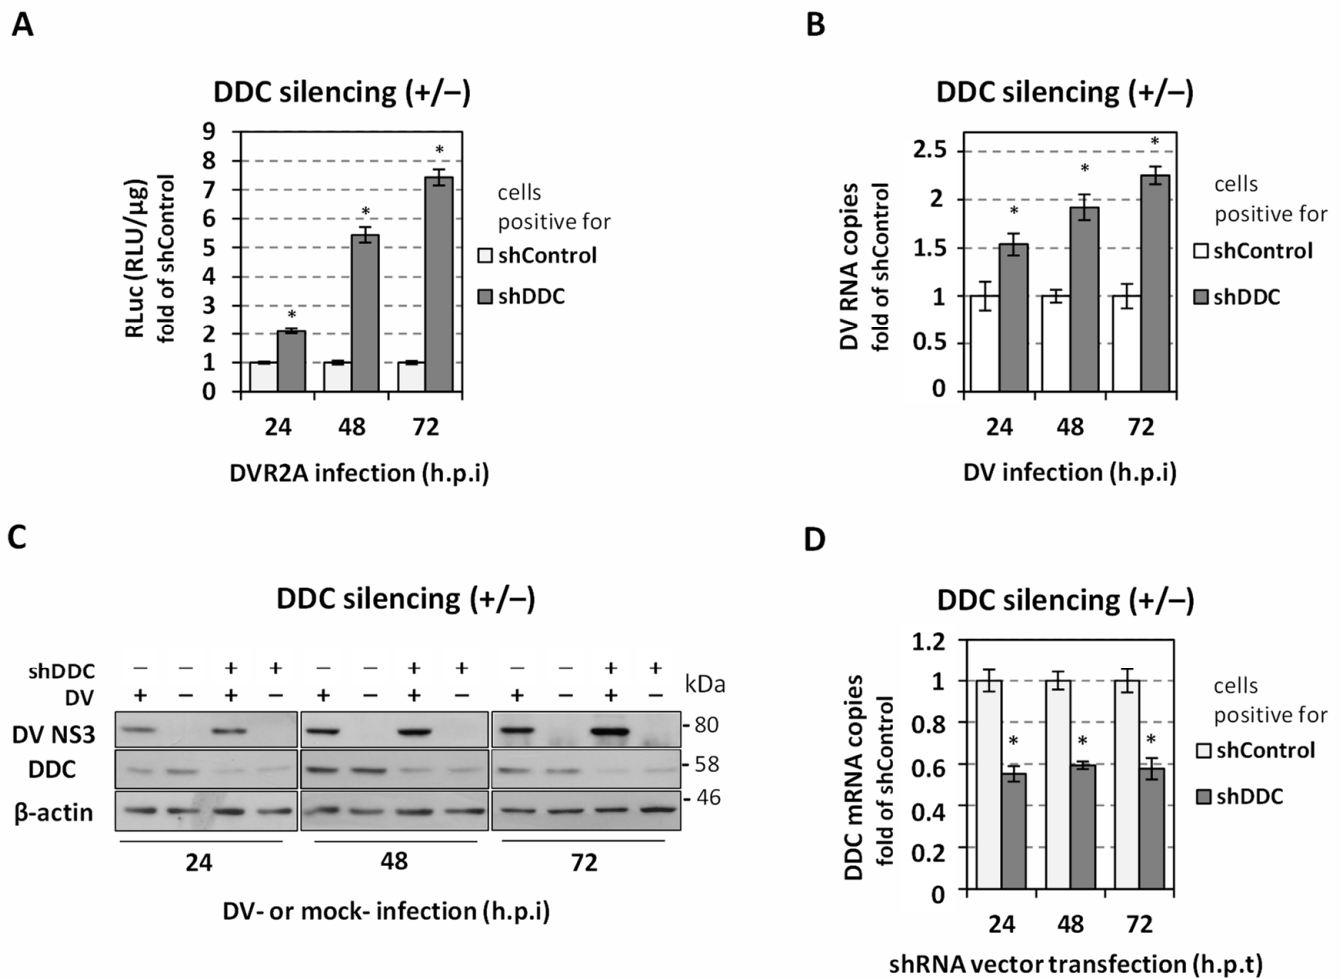 A
DDC silencing (+/−)
RLuc (RLU/µg)
fold of shControl
9
8
7
6
5
4
3
2
1
0
*
*
*
24 48 72
DVR2A infection (h.p.i)
cells
positive for
shControl
shDDC
B
DDC silencing (+/−)
DV RNA copies
fold of shControl
2.5
2
1.5
1
0.5
0
*
*
*
24 48 72
DV infection (h.p.i)
cells
positive for
shControl
shDDC
C
DDC silencing (+/−)
shDDC − − + + − − + + − − + +
DV + − + − + − + − + − + −
kDa
DV NS3
DDC
β-actin
- 80
- 58
- 46
24 48 72
DV- or mock- infection (h.p.i)
D
DDC silencing (+/−)
DDC mRNA copies
fold of shControl
1.2
1
0.8
0.6
0.4
0.2
0
* * *
24 48 72
shRNA vector transfection (h.p.t)
cells
positive for
shControl
shDDC